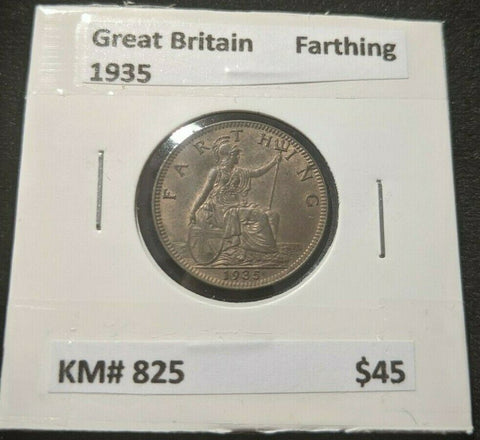 Great Britain Farthing
1935
FARTHING
1935
KM# 825 $45